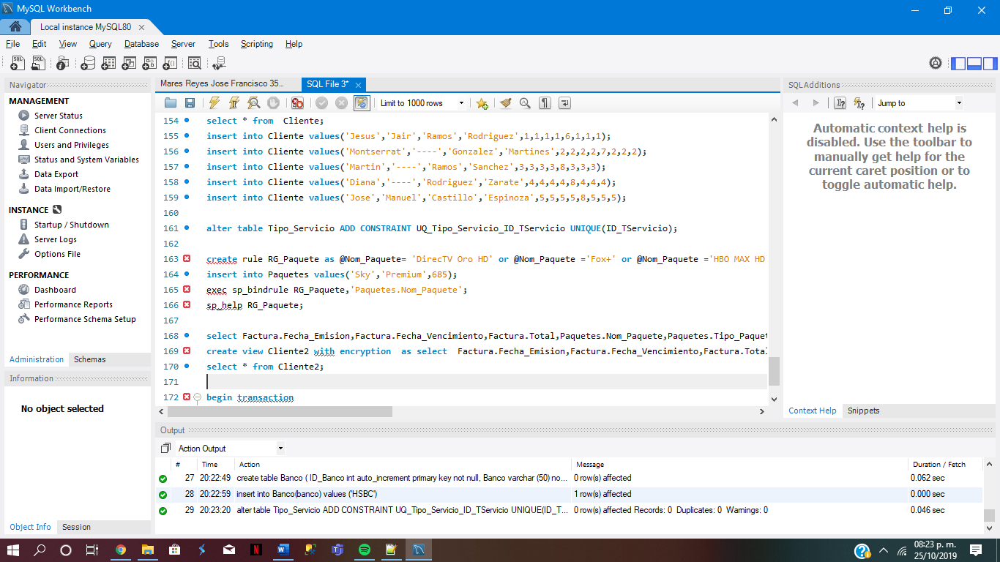 MySQL Workbench
Local instance MySQL80
File Edit View Query Database Server Tools Scripting Help
Navigator
MANAGEMENT
Server Status
Client Connections
Users and Privileges
Status and System Variables
Data Export
Data Import/Restore
INSTANCE
Startup / Shutdown
Server Logs
Options File
PERFORMANCE
Dashboard
Performance Reports
Performance Schema Setup
Administration Schemas
Information
No object selected
Object Info Session
Mares Reyes Jose Francisco 35... SQL File 3*
Limit to 1000 rows
154 select * from  Cliente;
155 insert into Cliente values('Jesus','Jair','Ramos','Rodriguez',1,1,1,1,6,1,1,1);
156 insert into Cliente values('Montserrat','----','Gonzalez','Martines',2,2,2,2,7,2,2,2);
157 insert into Cliente values('Martin','----','Ramos','Sanchez',3,3,3,3,8,3,3,3);
158 insert into Cliente values('Diana','----','Rodriguez','Zarate',4,4,4,4,8,4,4,4);
159 insert into Cliente values('Jose','Manuel','Castillo','Espinoza',5,5,5,5,8,5,5,5);
160
161 alter table Tipo_Servicio ADD CONSTRAINT UQ_Tipo_Servicio_ID_TServicio UNIQUE(ID_TServicio);
162
163 create rule RG_Paquete as @Nom_Paquete= 'DirecTV Oro HD' or @Nom_Paquete ='Fox+' or @Nom_Paquete ='HBO MAX HD
164 insert into Paquetes values('Sky','Premium',685);
165 exec sp_bindrule RG_Paquete,'Paquetes.Nom_Paquete';
166 sp_help RG_Paquete;
167
168 select Factura.Fecha_Emision,Factura.Fecha_Vencimiento,Factura.Total,Paquetes.Nom_Paquete,Paquetes.Tipo_Paquet
169 create view Cliente2 with encryption  as select  Factura.Fecha_Emision,Factura.Fecha_Vencimiento,Factura.Total
170 select * from Cliente2;
171
172 begin transaction
SQLAdditions
Jump to
Automatic context help is
disabled. Use the toolbar to
manually get help for the
current caret position or to
toggle automatic help.
Context Help Snippets
Output
Action Output
# Time Action Message Duration / Fetch
27 20:22:49 create table Banco ( ID_Banco int auto_increment primary key not null, Banco varchar (50) no... 0 row(s) affected 0.062 sec
28 20:22:59 insert into Banco(banco) values ('HSBC') 1 row(s) affected 0.000 sec
29 20:23:20 alter table Tipo_Servicio ADD CONSTRAINT UQ_Tipo_Servicio_ID_TServicio UNIQUE(ID_T... 0 row(s) affected Records: 0  Duplicates: 0  Warnings: 0 0.046 sec
08:23 p. m.
25/10/2019